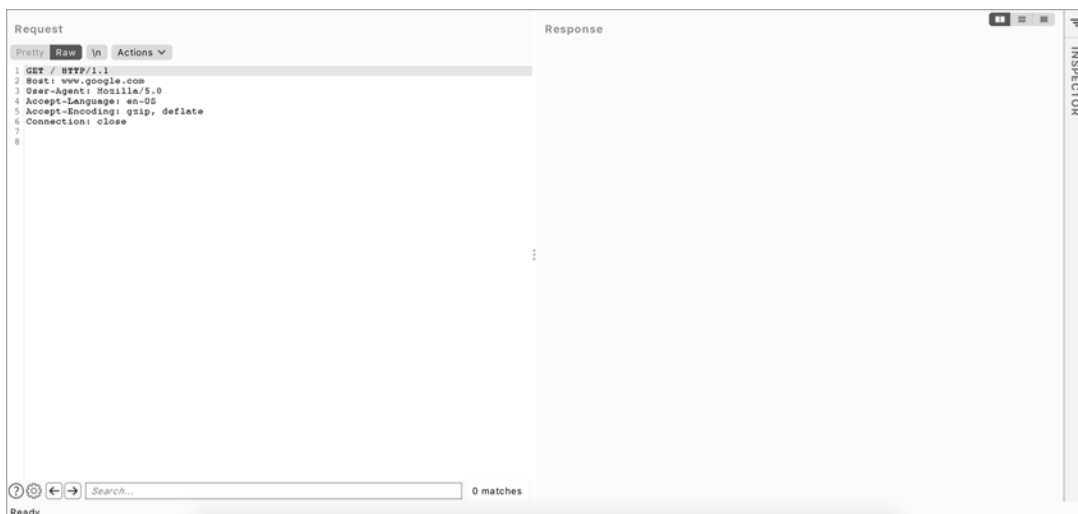 Request
Pretty Raw \n Actions
1 GET / HTTP/1.1
2 Host: www.google.com
3 User-Agent: Mozilla/5.0
4 Accept-Language: en-US
5 Accept-Encoding: gzip, deflate
6 Connection: close
7
8
Search...
0 matches
Ready
Response
INSPECTOR